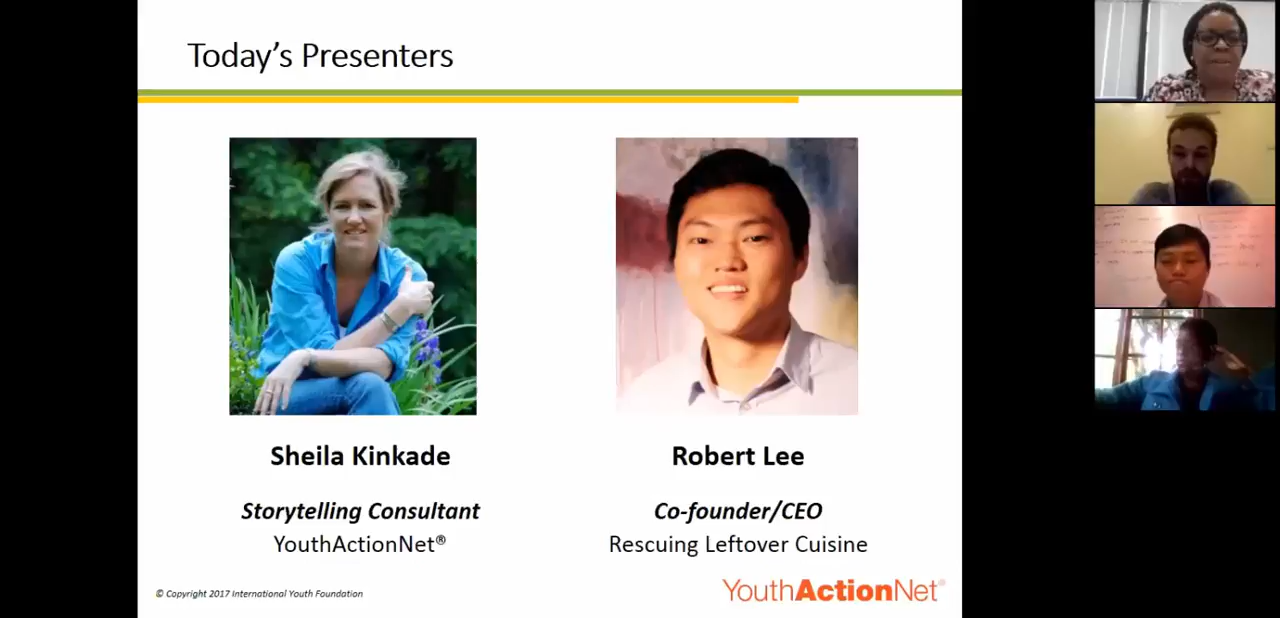 Today's Presenters
Sheila Kinkade
Robert Lee
Storytelling Consultant
Co-founder/CEO
YouthActionNet®
Rescuing Leftover Cuisine
© Copyright 2017 International Youth Foundation
YouthActionNet®